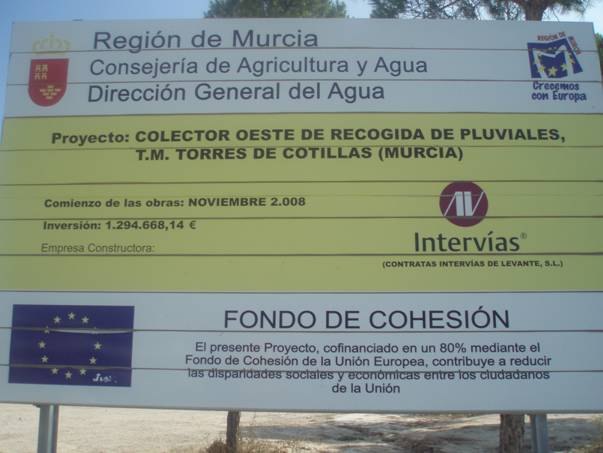 Región de Murcia
Consejería de Agricultura y Agua
Dirección General del Agua
REGION DE MURCIA
Crecemos
con Europa
Proyecto: COLECTOR OESTE DE RECOGIDA DE PLUVIALES,
T.M. TORRES DE COTILLAS (MURCIA)
Comienzo de las obras: NOVIEMBRE 2.008
Inversión: 1.294.668,14 €
Empresa Constructora:
Intervías®
(CONTRATAS INTERVÍAS DE LEVANTE, S.L.)
FONDO DE COHESIÓN
El presente Proyecto, cofinanciado en un 80% mediante el
Fondo de Cohesión de la Unión Europea, contribuye a reducir
las disparidades sociales y económicas entre los ciudadanos
de la Unión